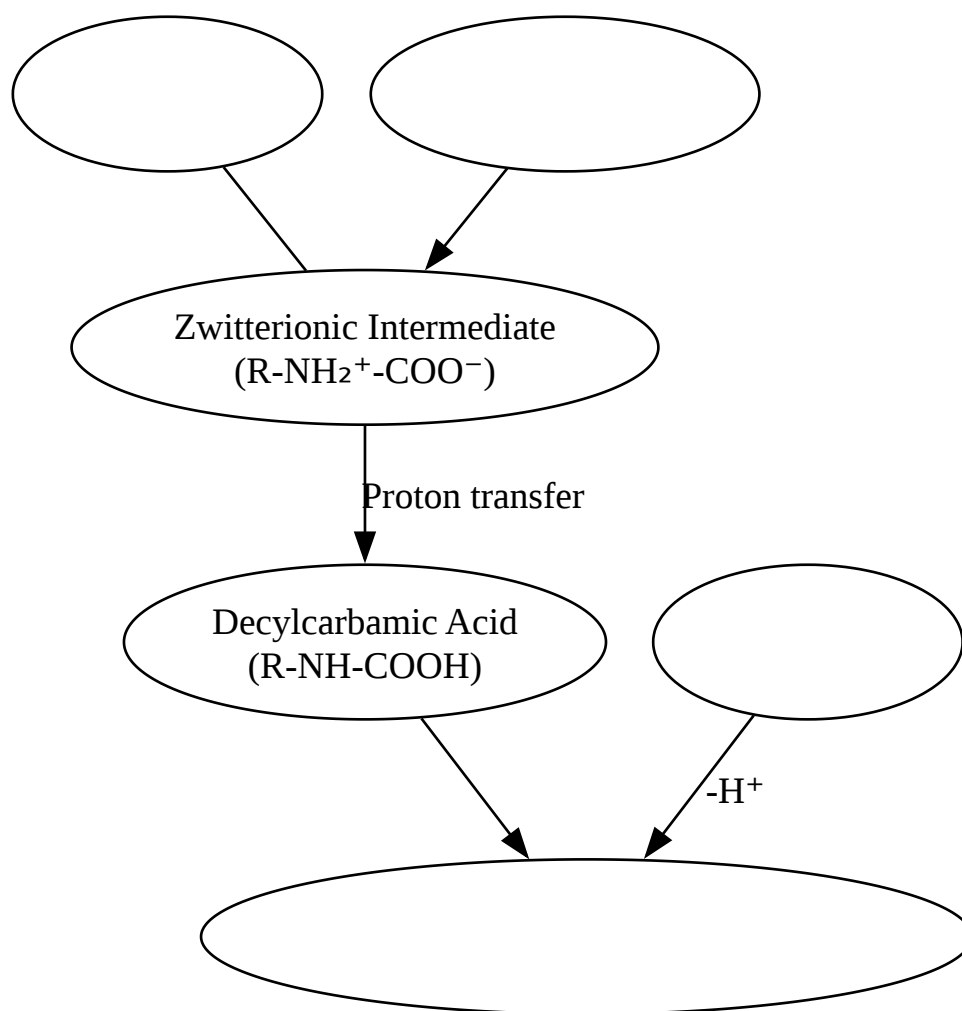 Zwitterionic Intermediate
(R-NH₂⁺-COO⁻)
Proton transfer
Decylcarbamic Acid
(R-NH-COOH)
-H⁺